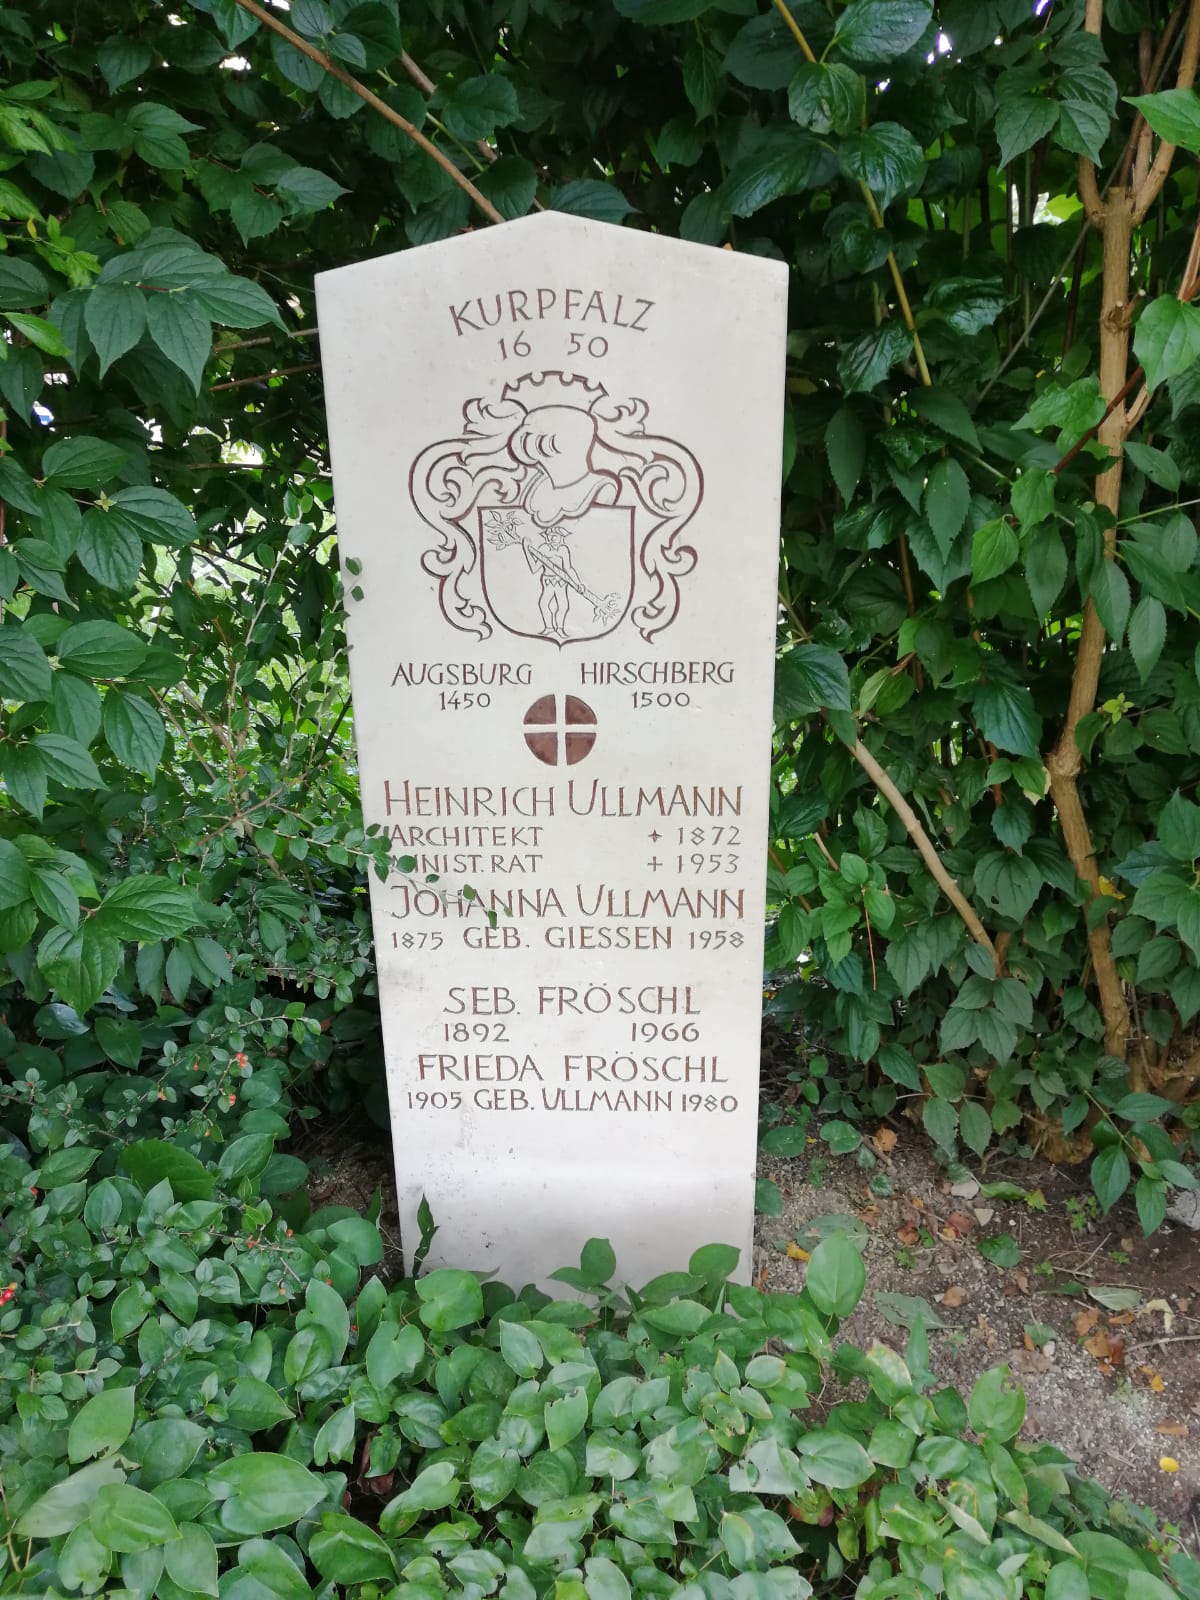 KURPFALZ
16 50
AUGSBURG HIRSCHBERG
1450 1500
HEINRICH ULLMANN
ARCHITEKT + 1872
MINIST. RAT + 1953
JOHANNA ULLMANN
1875 GEB. GIESSEN 1958
SEB. FRÖSCHL
1892 1966
FRIEDA FRÖSCHL
1905 GEB. ULLMANN 1980